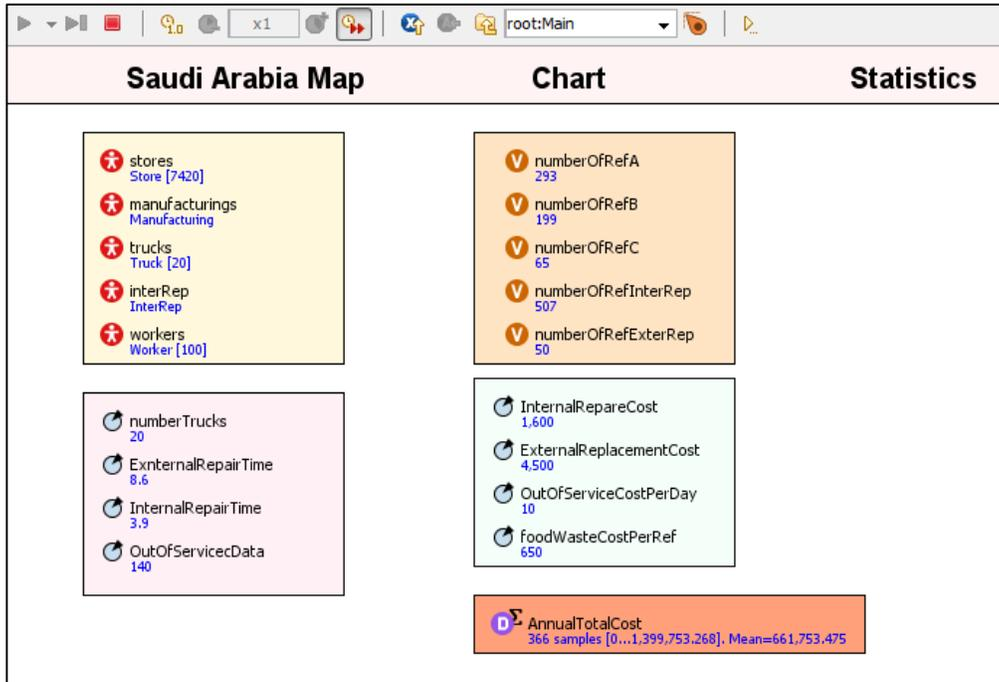 x1
root:Main
Saudi Arabia Map Chart Statistics
stores
Store [7420]
manufacturings
Manufacturing
trucks
Truck [20]
interRep
InterRep
workers
Worker [100]
numberTrucks
20
ExnternalRepairTime
8.6
InternalRepairTime
3.9
OutOfServicecData
140
V numberOfRefA
293
V numberOfRefB
199
V numberOfRefC
65
V numberOfRefInterRep
507
V numberOfRefExterRep
50
InternalRepareCost
1,600
ExternalReplacementCost
4,500
OutOfServiceCostPerDay
10
foodWasteCostPerRef
650
D Σ AnnualTotalCost
366 samples [0...1,399,753.268]. Mean=661,753.475